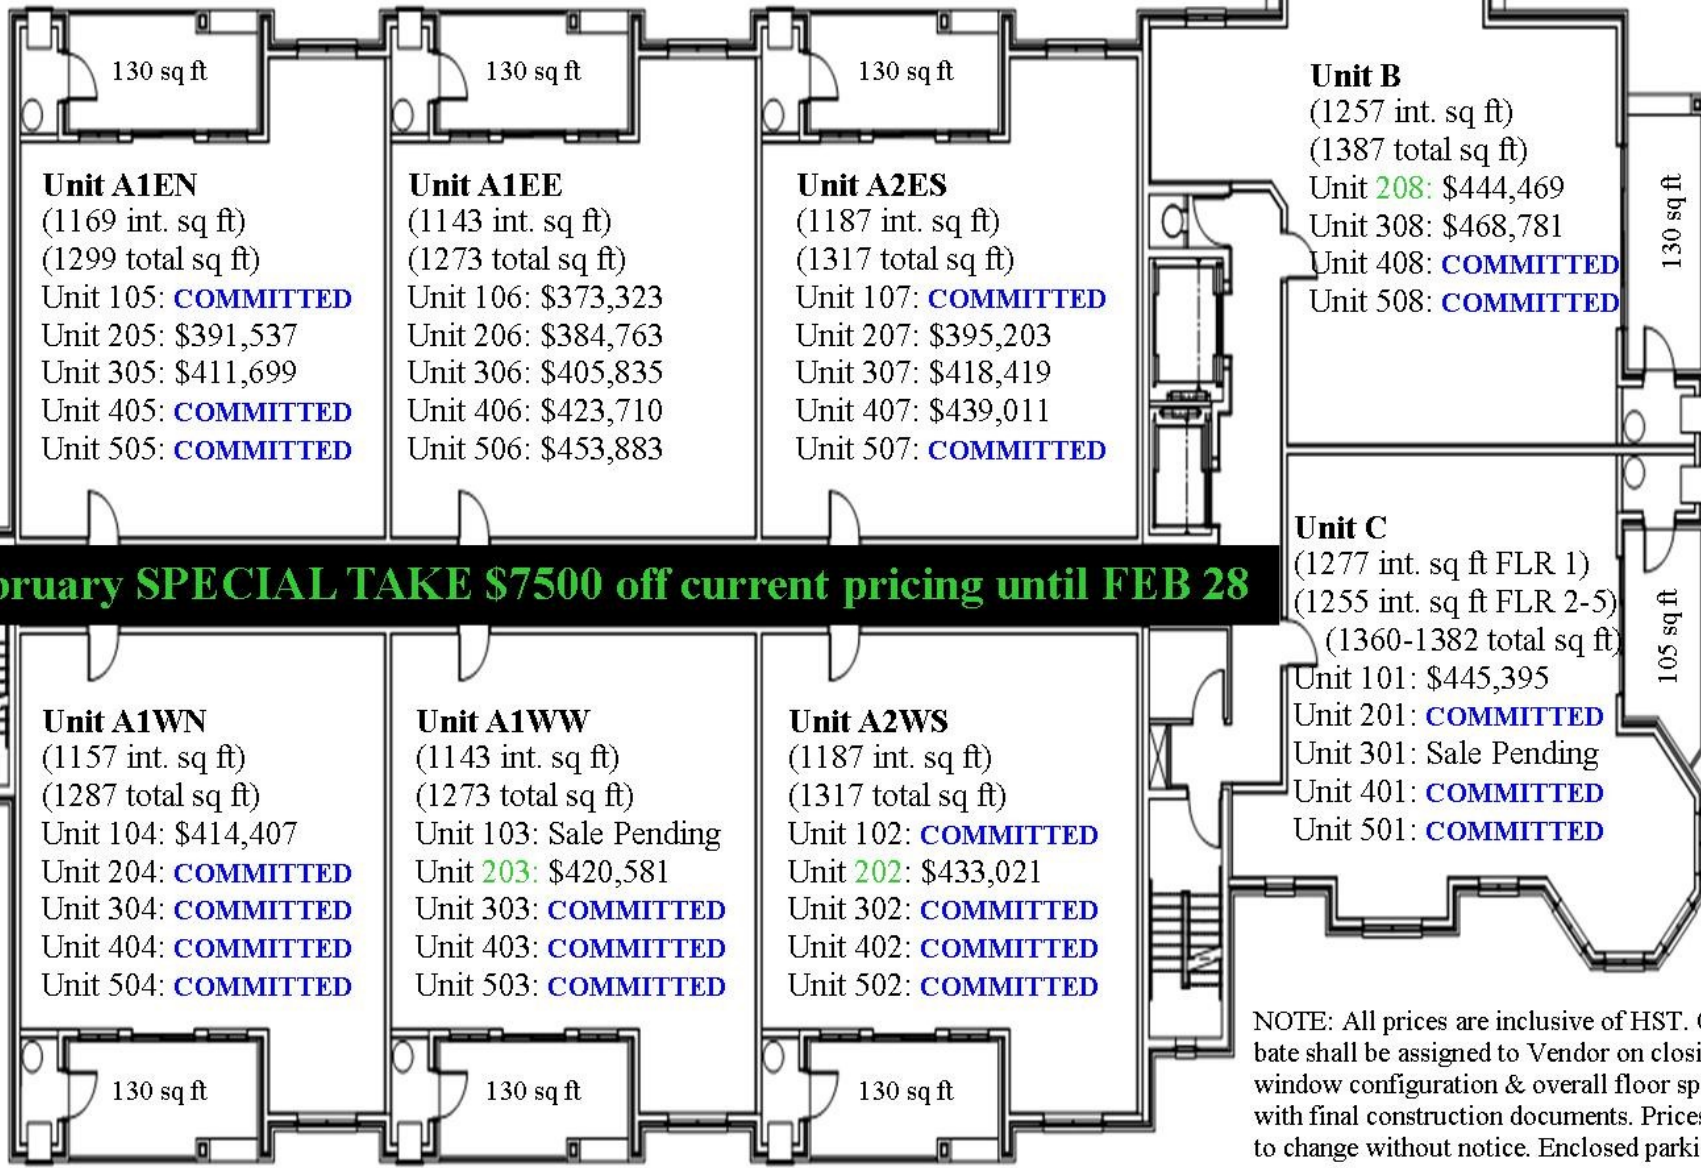 130 sq ft
130 sq ft
130 sq ft
Unit A1EN
(1169 int. sq ft)
(1299 total sq ft)
Unit 105: COMMITTED
Unit 205: $391,537
Unit 305: $411,699
Unit 405: COMMITTED
Unit 505: COMMITTED
Unit A1EE
(1143 int. sq ft)
(1273 total sq ft)
Unit 106: $373,323
Unit 206: $384,763
Unit 306: $405,835
Unit 406: $423,710
Unit 506: $453,883
Unit A2ES
(1187 int. sq ft)
(1317 total sq ft)
Unit 107: COMMITTED
Unit 207: $395,203
Unit 307: $418,419
Unit 407: $439,011
Unit 507: COMMITTED
Unit B
(1257 int. sq ft)
(1387 total sq ft)
Unit 208: $444,469
Unit 308: $468,781
Unit 408: COMMITTED
Unit 508: COMMITTED
130 sq ft
bruary SPECIAL TAKE $7500 off current pricing until FEB 28
Unit C
(1277 int. sq ft FLR 1)
(1255 int. sq ft FLR 2-5)
(1360-1382 total sq ft)
Unit 101: $445,395
Unit 201: COMMITTED
Unit 301: Sale Pending
Unit 401: COMMITTED
Unit 501: COMMITTED
105 sq ft
Unit A1WN
(1157 int. sq ft)
(1287 total sq ft)
Unit 104: $414,407
Unit 204: COMMITTED
Unit 304: COMMITTED
Unit 404: COMMITTED
Unit 504: COMMITTED
Unit A1WW
(1143 int. sq ft)
(1273 total sq ft)
Unit 103: Sale Pending
Unit 203: $420,581
Unit 303: COMMITTED
Unit 403: COMMITTED
Unit 503: COMMITTED
Unit A2WS
(1187 int. sq ft)
(1317 total sq ft)
Unit 102: COMMITTED
Unit 202: $433,021
Unit 302: COMMITTED
Unit 402: COMMITTED
Unit 502: COMMITTED
130 sq ft
130 sq ft
130 sq ft
NOTE: All prices are inclusive of HST.
bate shall be assigned to Vendor on closi
window configuration & overall floor sp
with final construction documents. Prices
to change without notice. Enclosed parki